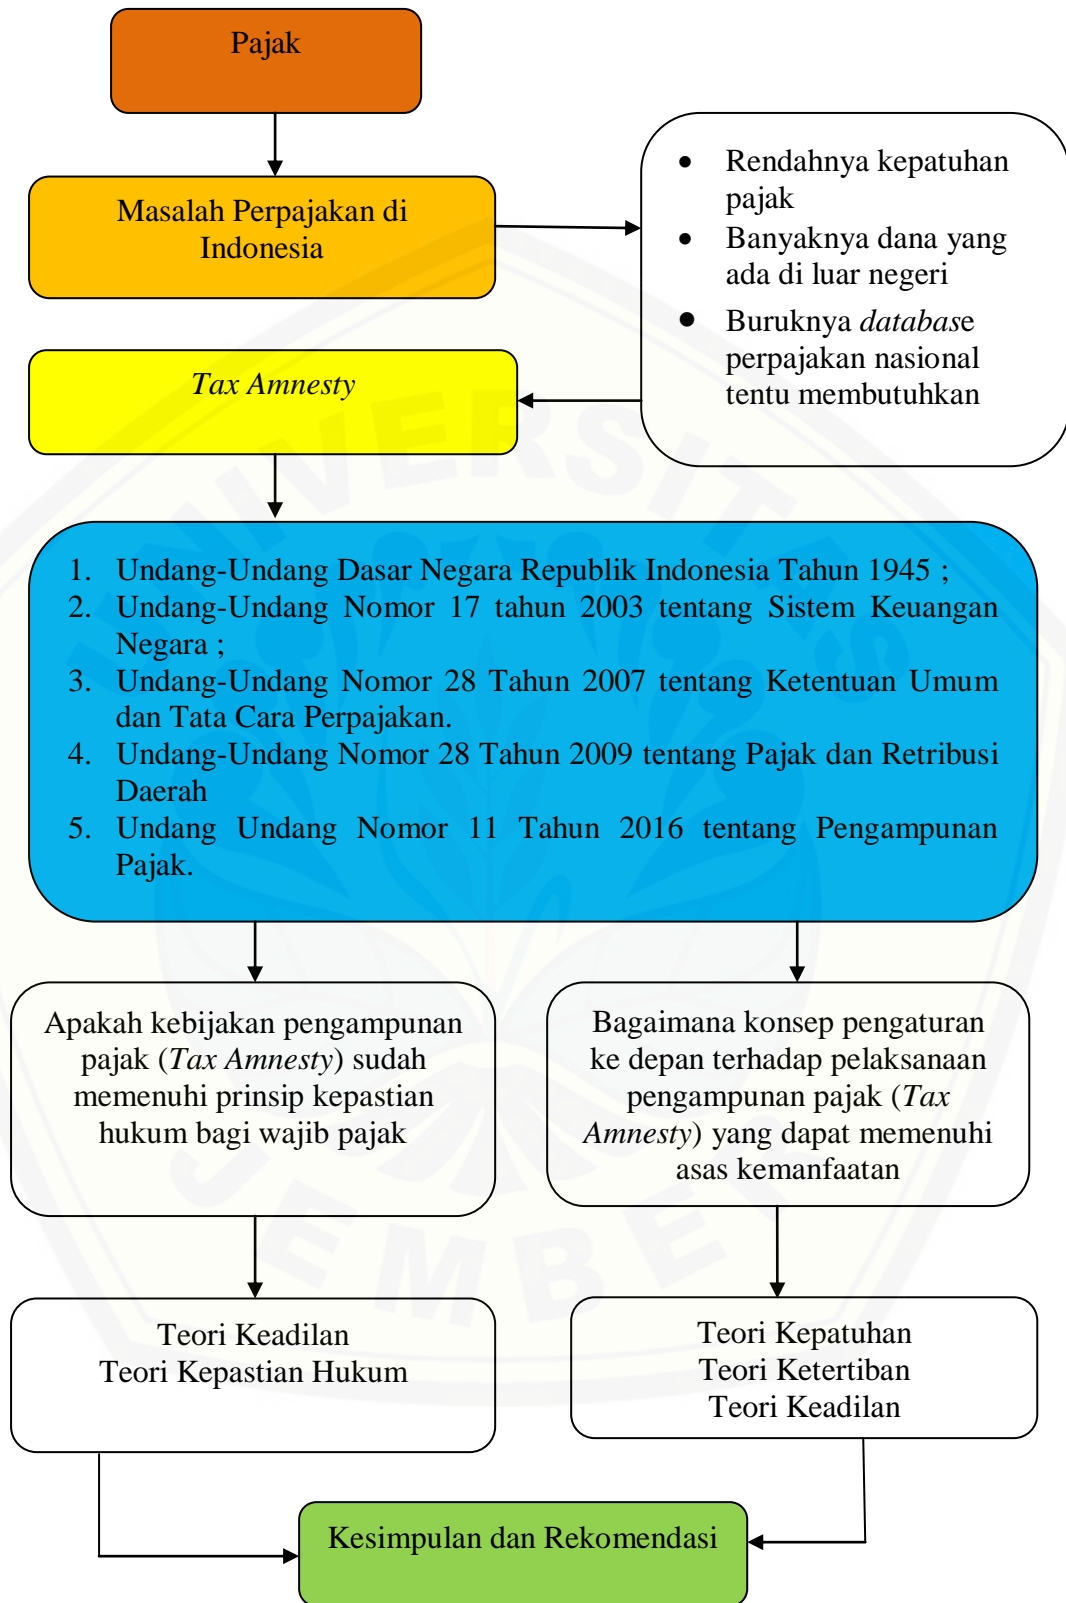 Pajak
Masalah Perpajakan di
Indonesia
• Rendahnya kepatuhan
pajak
• Banyaknya dana yang
ada di luar negeri
• Buruknya database
perpajakan nasional
tentu membutuhkan
Tax Amnesty
1. Undang-Undang Dasar Negara Republik Indonesia Tahun 1945 ;
2. Undang-Undang Nomor 17 tahun 2003 tentang Sistem Keuangan
Negara ;
3. Undang-Undang Nomor 28 Tahun 2007 tentang Ketentuan Umum
dan Tata Cara Perpajakan.
4. Undang-Undang Nomor 28 Tahun 2009 tentang Pajak dan Retribusi
Daerah
5. Undang Undang Nomor 11 Tahun 2016 tentang Pengampunan
Pajak.
Apakah kebijakan pengampunan
pajak (Tax Amnesty) sudah
memenuhi prinsip kepastian
hukum bagi wajib pajak
Bagaimana konsep pengaturan
ke depan terhadap pelaksanaan
pengampunan pajak (Tax
Amnesty) yang dapat memenuhi
asas kemanfaatan
Teori Keadilan
Teori Kepastian Hukum
Teori Kepatuhan
Teori Ketertiban
Teori Keadilan
Kesimpulan dan Rekomendasi
UNIVERSITAS
JEMBER